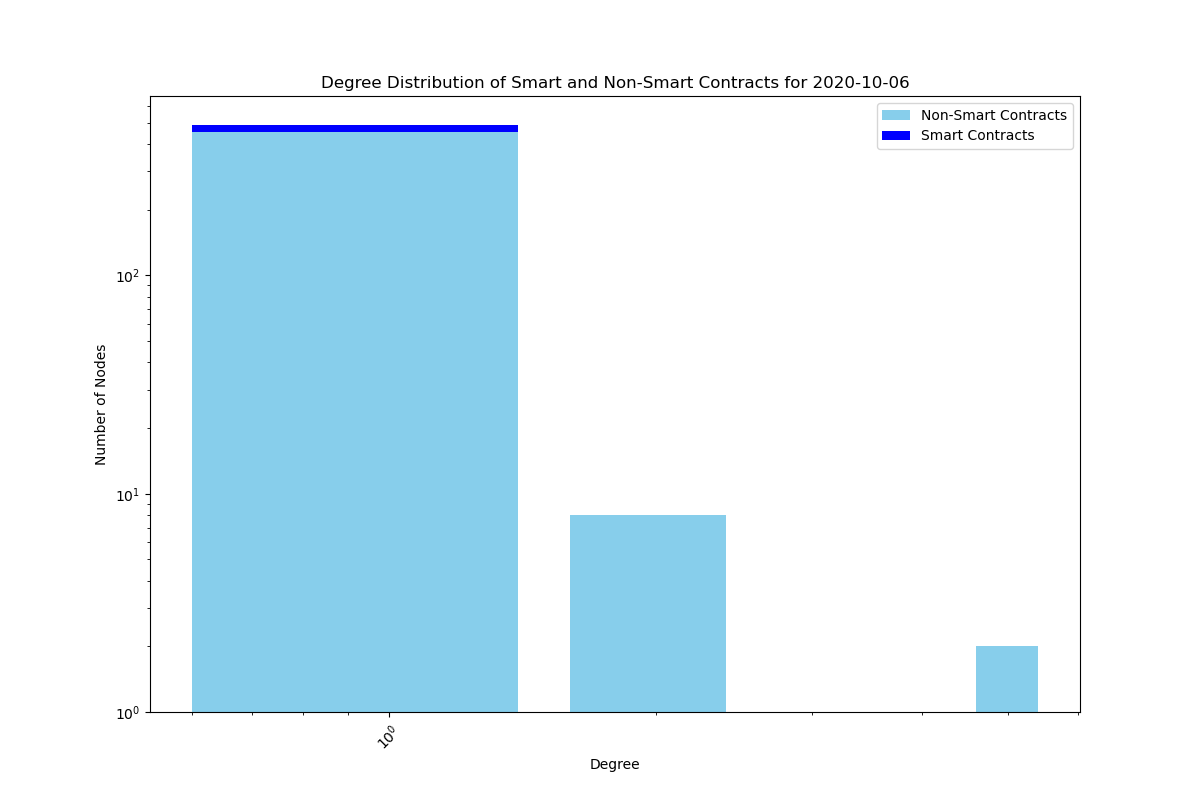 Degree Distribution of Smart and Non-Smart Contracts for 2020-10-06
Non-Smart Contracts
Smart Contracts
10²
10¹
10⁰
Number of Nodes
10⁰
Degree